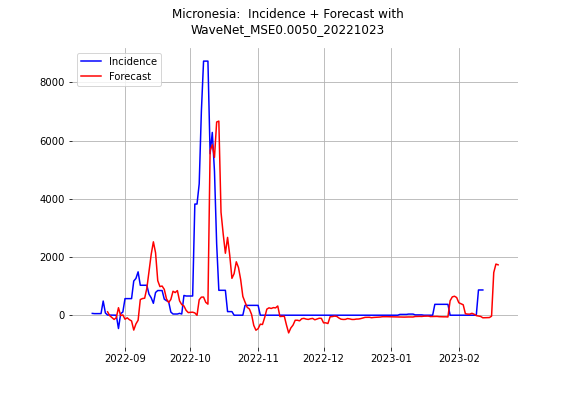 Micronesia:  Incidence + Forecast with
WaveNet_MSE0.0050_20221023
Incidence
Forecast
8000
6000
4000
2000
0
2022-09
2022-10
2022-11
2022-12
2023-01
2023-02